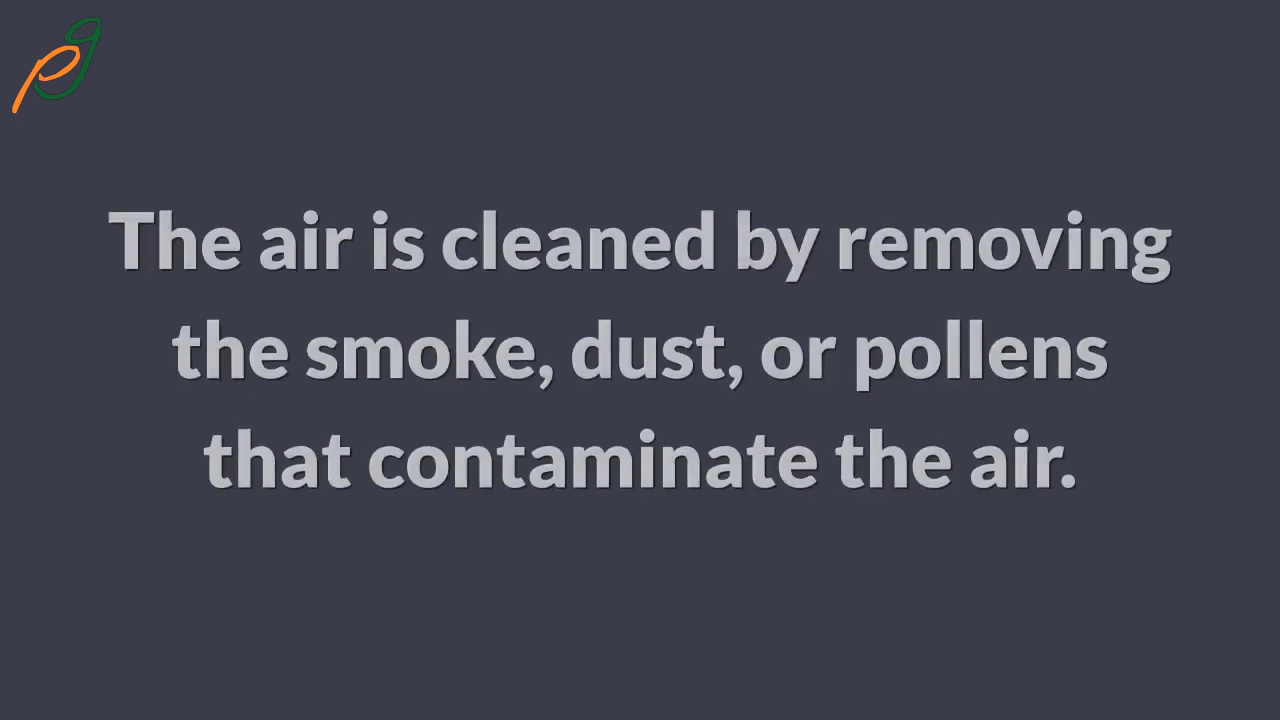 The air is cleaned by removing
the smoke, dust, or pollens
that contaminate the air.